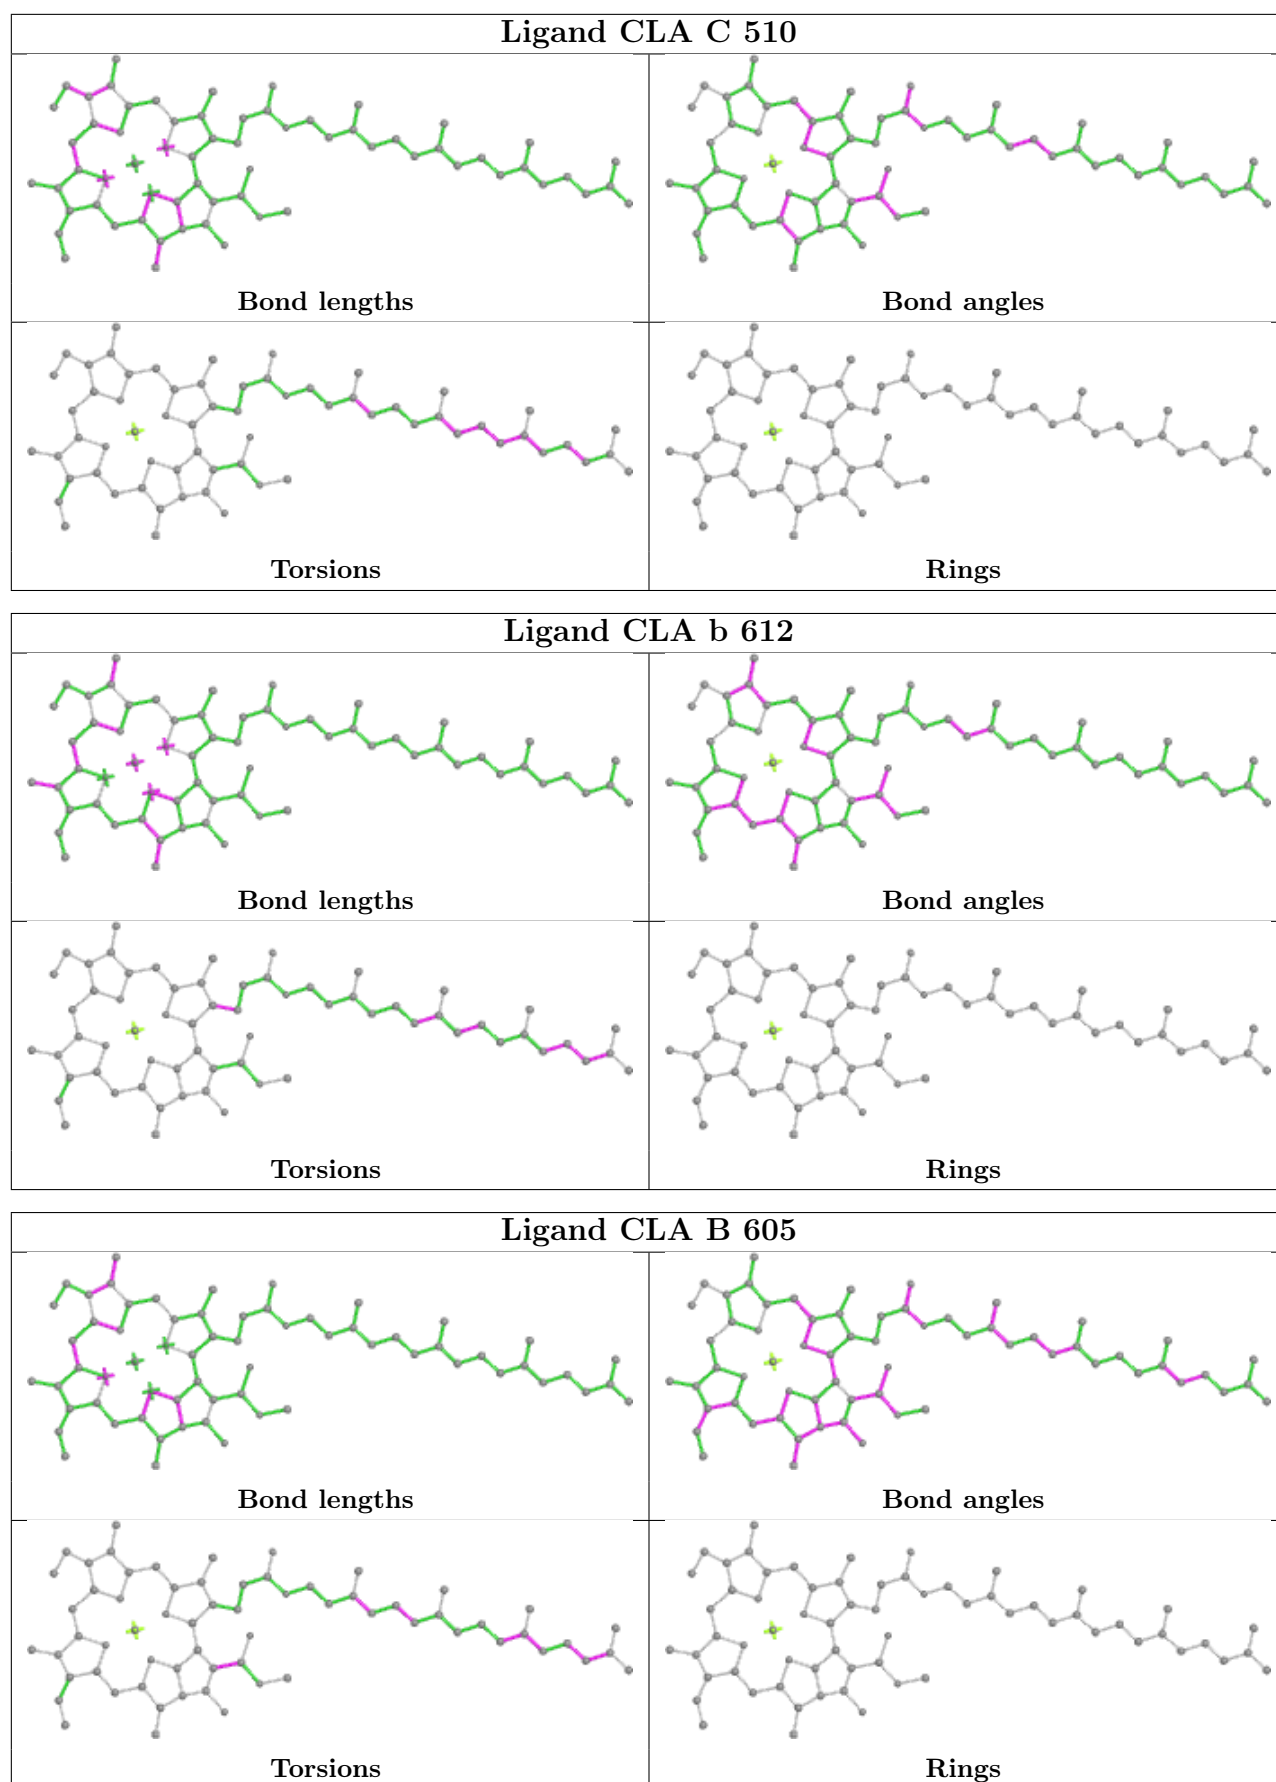 Ligand CLA C 510
Bond lengths
Bond angles
Torsions
Rings
Ligand CLA b 612
Bond lengths
Bond angles
Torsions
Rings
Ligand CLA B 605
Bond lengths
Bond angles
Torsions
Rings